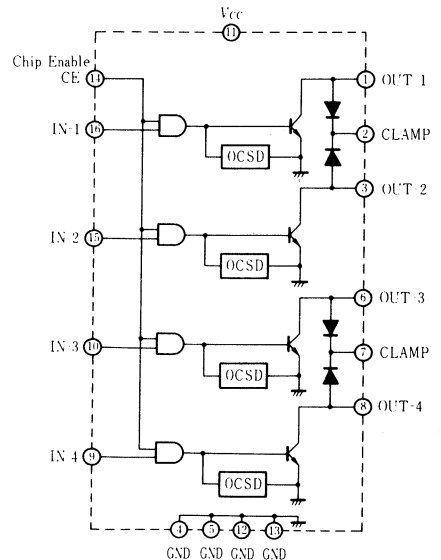 Vcc
11
Chip Enable
CE 14
1 OUT-1
IN-1 16
2 CLAMP
OCSD
3 OUT-2
IN 2 15
OCSD
6 OUT-3
IN-3 10
7 CLAMP
OCSD
8 OUT-4
IN 4 9
OCSD
4 5 12 13
GND GND GND GND